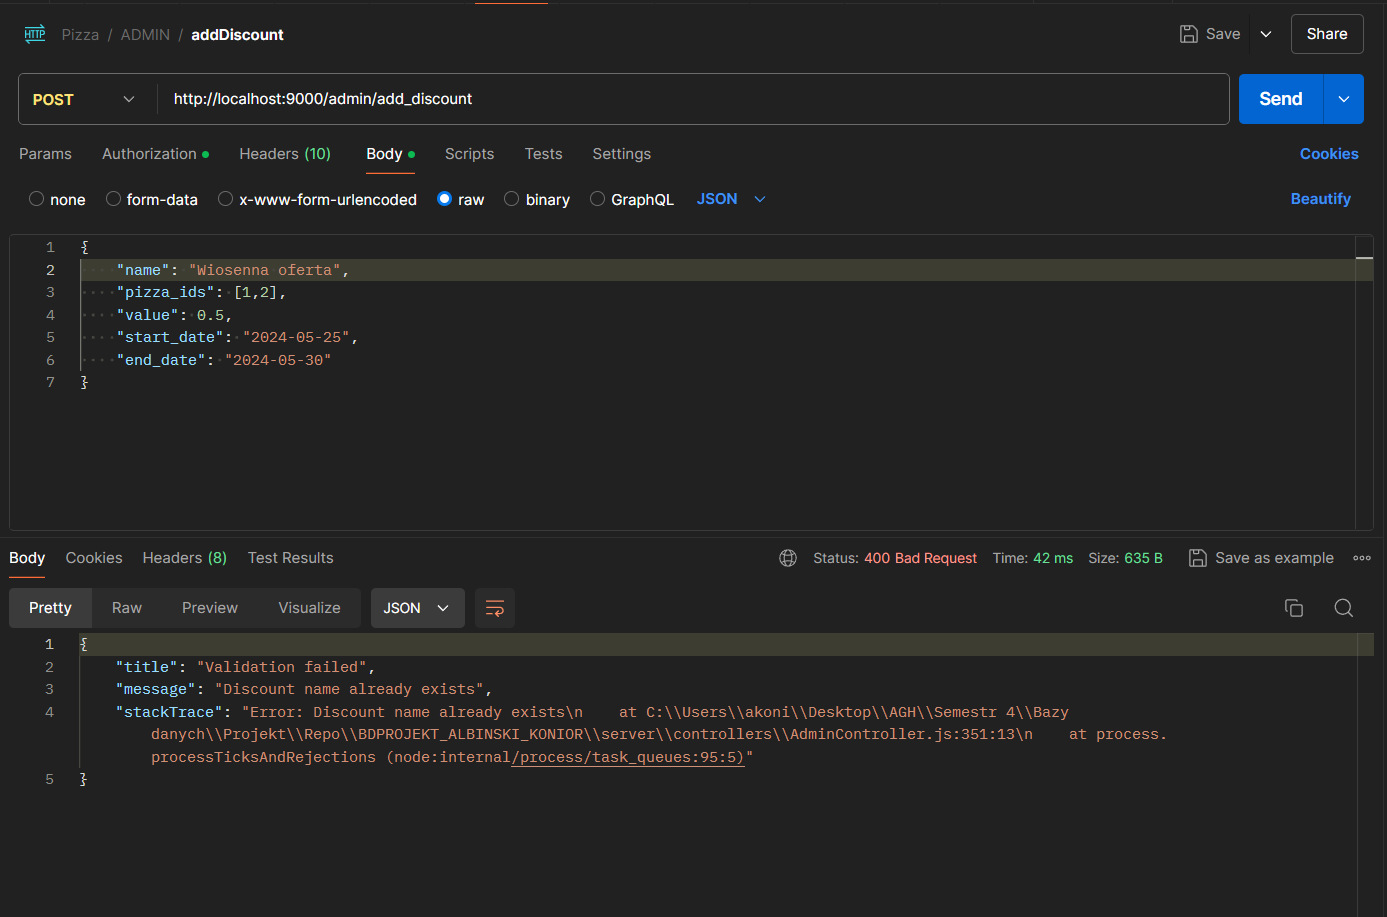 HTTP Pizza / ADMIN / addDiscount Save Share
POST http://localhost:9000/admin/add_discount Send
Params Authorization Headers (10) Body Scripts Tests Settings Cookies
none form-data x-www-form-urlencoded raw binary GraphQL JSON Beautify
1 {
2 "name": "Wiosenna oferta",
3 "pizza_ids": [1,2],
4 "value": 0.5,
5 "start_date": "2024-05-25",
6 "end_date": "2024-05-30"
7 }
Body Cookies Headers (8) Test Results Status: 400 Bad Request Time: 42 ms Size: 635 B Save as example
Pretty Raw Preview Visualize JSON
1 {
2 "title": "Validation failed",
3 "message": "Discount name already exists",
4 "stackTrace": "Error: Discount name already exists\n    at C:\\Users\\akoni\\Desktop\\AGH\\Semestr 4\\Bazy
danych\\Projekt\\Repo\\BDPROJEKT_ALBINSKI_KONIOR\\server\\controllers\\AdminController.js:351:13\n    at process.
processTicksAndRejections (node:internal/process/task_queues:95:5)"
5 }